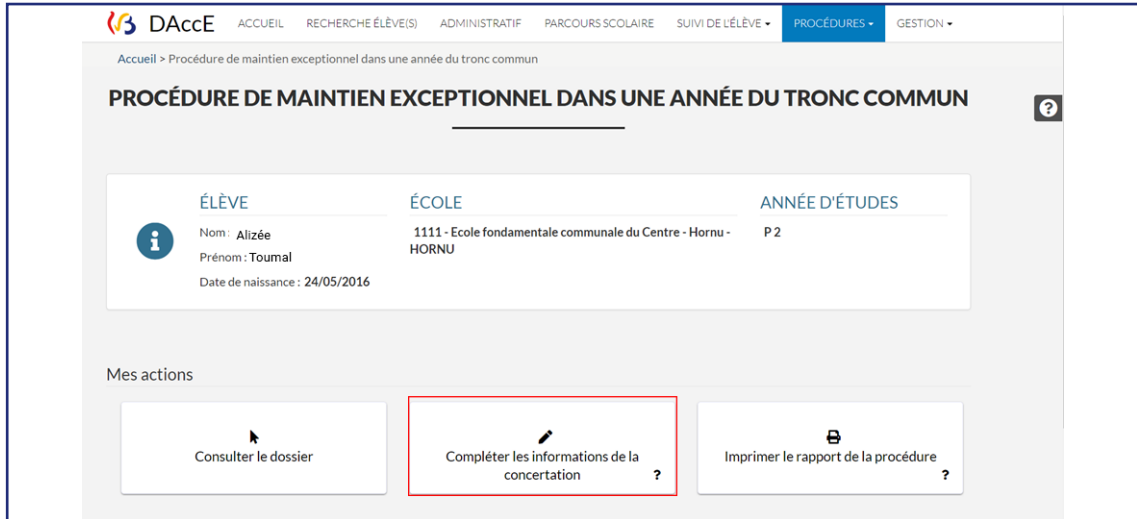 DAccE ACCUEIL RECHERCHE ÉLÈVE(S) ADMINISTRATIF PARCOURS SCOLAIRE SUIVI DE L'ÉLÈVE PROCÉDURES GESTION
Accueil > Procédure de maintien exceptionnel dans une année du tronc commun
PROCÉDURE DE MAINTIEN EXCEPTIONNEL DANS UNE ANNÉE DU TRONC COMMUN
?
ÉLÈVE
Nom : Alizée
Prénom : Toumal
Date de naissance : 24/05/2016
ÉCOLE
1111 - Ecole fondamentale communale du Centre - Hornu -
HORNU
ANNÉE D'ÉTUDES
P 2
Mes actions
Consulter le dossier
Compléter les informations de la
concertation ?
Imprimer le rapport de la procédure
?